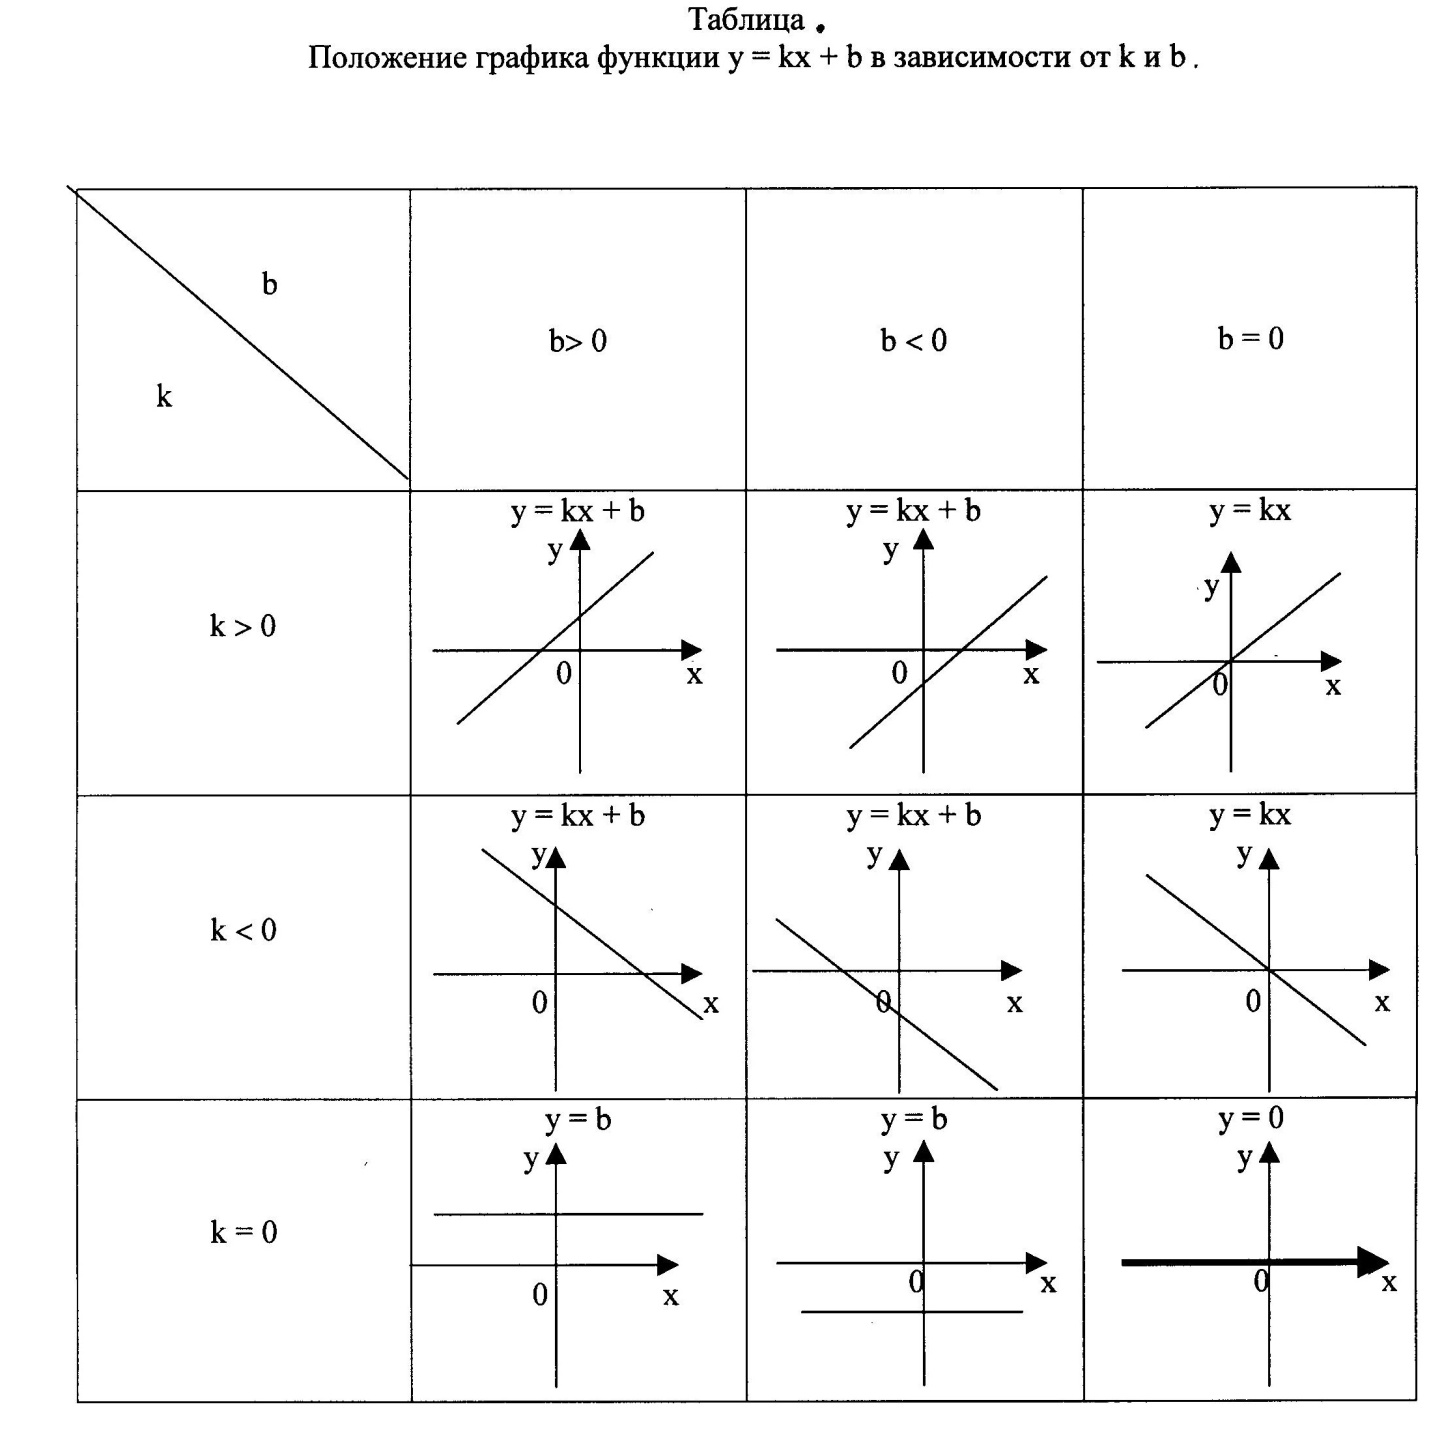 Таблица .
Положение графика функции y = kx + b в зависимости от k и b .
b
k
b> 0
b < 0
b = 0
k > 0
y = kx + b
y
0
x
y = kx + b
y
0
x
y = kx
y
0
x
k < 0
y = kx + b
y
0
x
y = kx + b
y
0
x
y = kx
y
0
x
k = 0
y = b
y
0
x
y = b
y
0
x
y = 0
y
0
x